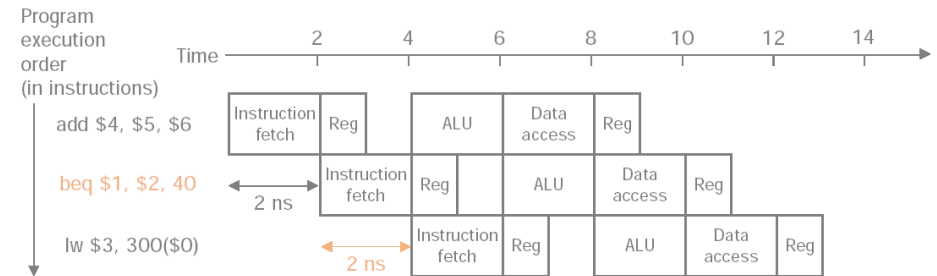 Program
execution
order
(in instructions)
Time
2 4 6 8 10 12 14
add $4, $5, $6
Instruction
fetch
Reg
ALU
Data
access
Reg
beq $1, $2, 40
2 ns
Instruction
fetch
Reg
ALU
Data
access
Reg
lw $3, 300($0)
2 ns
Instruction
fetch
Reg
ALU
Data
access
Reg